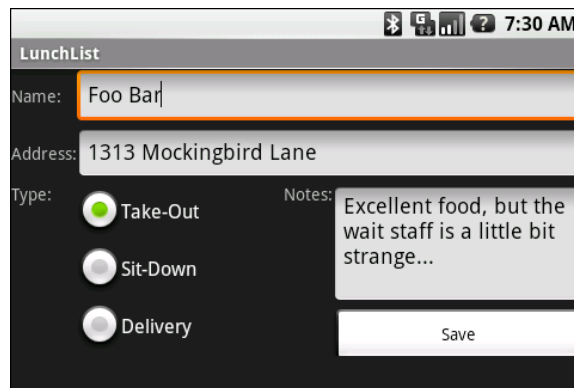 7:30 AM
LunchList
Name: Foo Bar
Address: 1313 Mockingbird Lane
Type: Take-Out
Sit-Down
Delivery
Notes: Excellent food, but the
wait staff is a little bit
strange...
Save